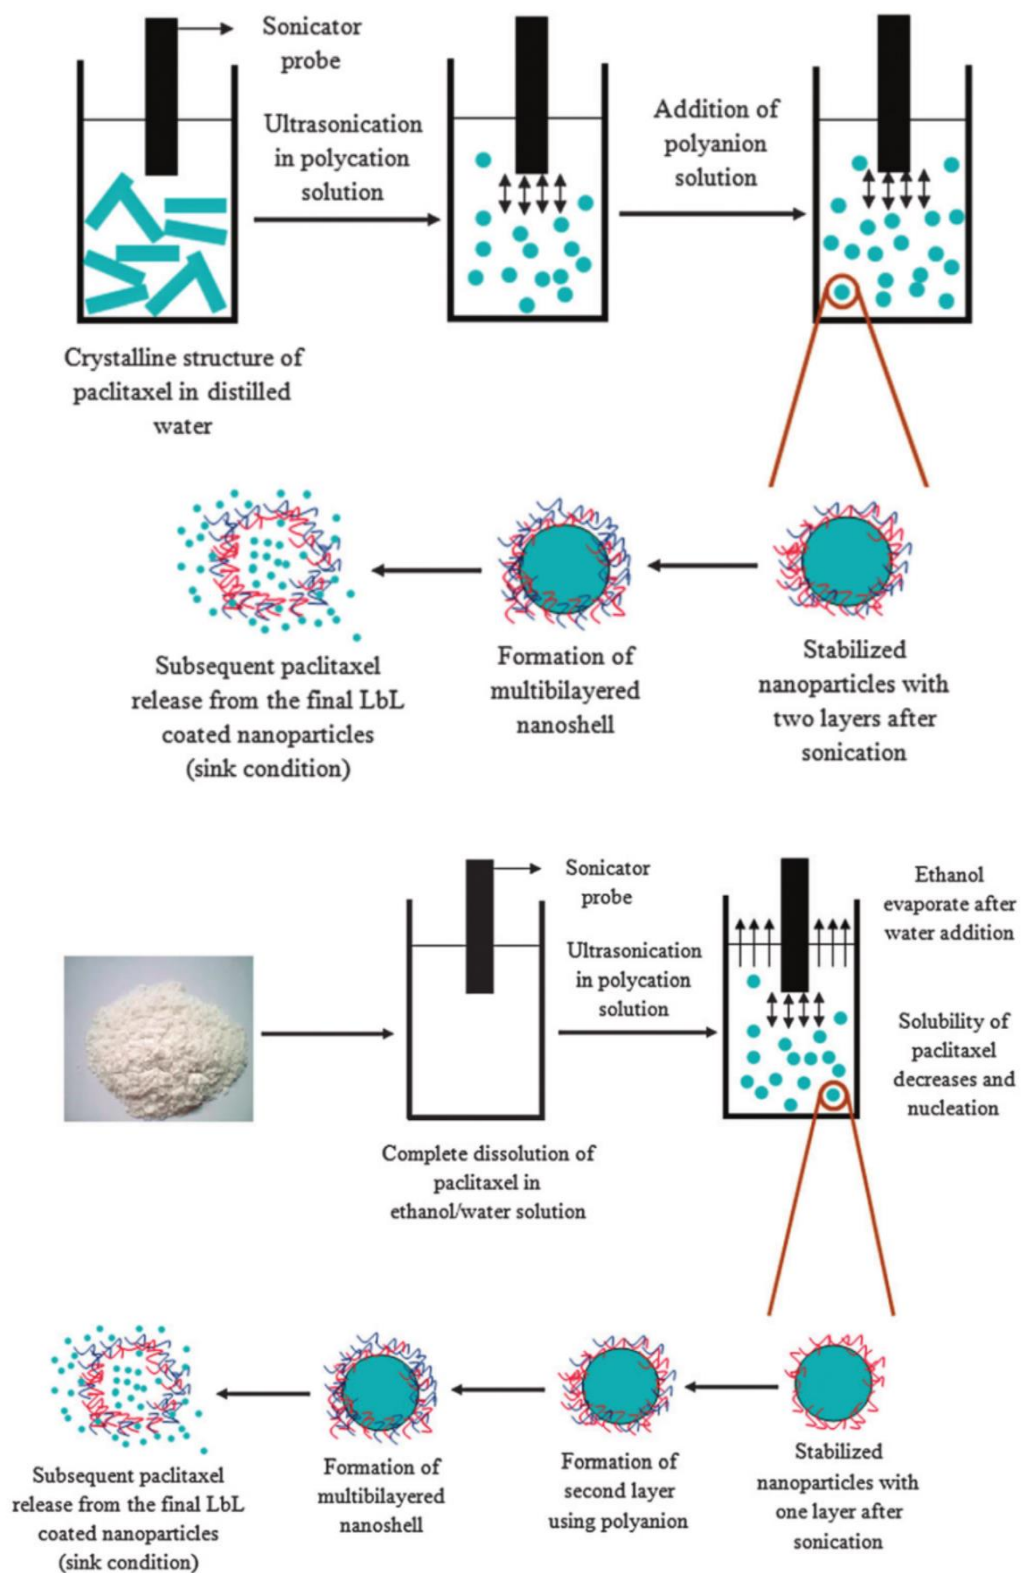 Sonicator
probe
Ultrasonication
in polycation
solution
Addition of
polyanion
solution
Crystalline structure of
paclitaxel in distilled
water
Stabilized
nanoparticles with
two layers after
sonication
Formation of
multibilayered
nanoshell
Subsequent paclitaxel
release from the final LbL
coated nanoparticles
(sink condition)
Sonicator
probe
Ultrasonication
in polycation
solution
Ethanol
evaporate after
water addition
Solubility of
paclitaxel
decreases and
nucleation
Complete dissolution of
paclitaxel in
ethanol/water solution
Stabilized
nanoparticles with
one layer after
sonication
Formation of
second layer
using polyanion
Formation of
multibilayered
nanoshell
Subsequent paclitaxel
release from the final LbL
coated nanoparticles
(sink condition)